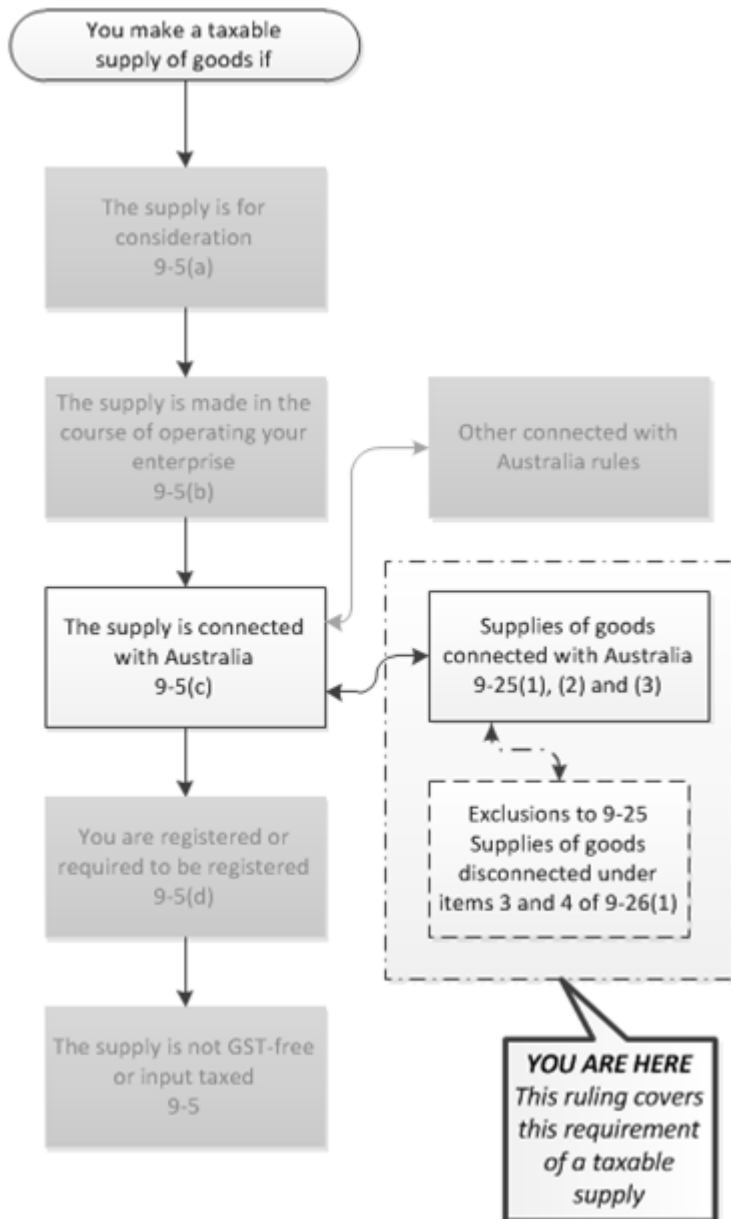 You make a taxable
supply of goods if
The supply is for
consideration
9-5(a)
The supply is made in the
course of operating your
enterprise
9-5(b)
Other connected with
Australia rules
The supply is connected
with Australia
9-5(c)
Supplies of goods
connected with Australia
9-25(1), (2) and (3)
Exclusions to 9-25
Supplies of goods
disconnected under
items 3 and 4 of 9-26(1)
You are registered or
required to be registered
9-5(d)
The supply is not GST-free
or input taxed
9-5
YOU ARE HERE
This ruling covers
this requirement
of a taxable
supply